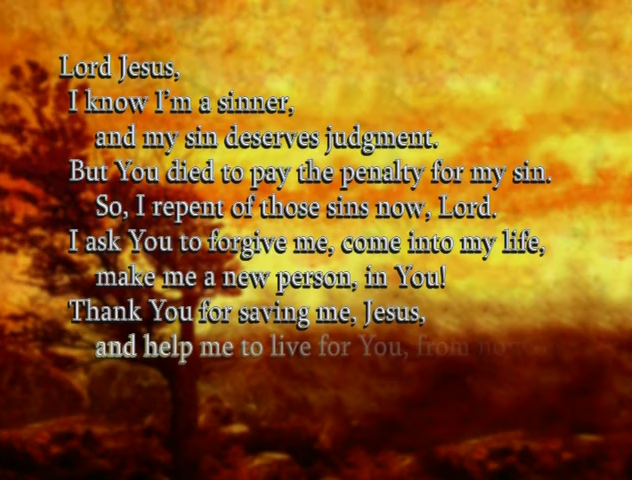 Lord Jesus,
I know I'm a sinner,
and my sin deserves judgment.
But You died to pay the penalty for my sin.
So, I repent of those sins now, Lord.
I ask You to forgive me, come into my life,
make me a new person, in You!
Thank You for saving me, Jesus,
and help me to live for You, from